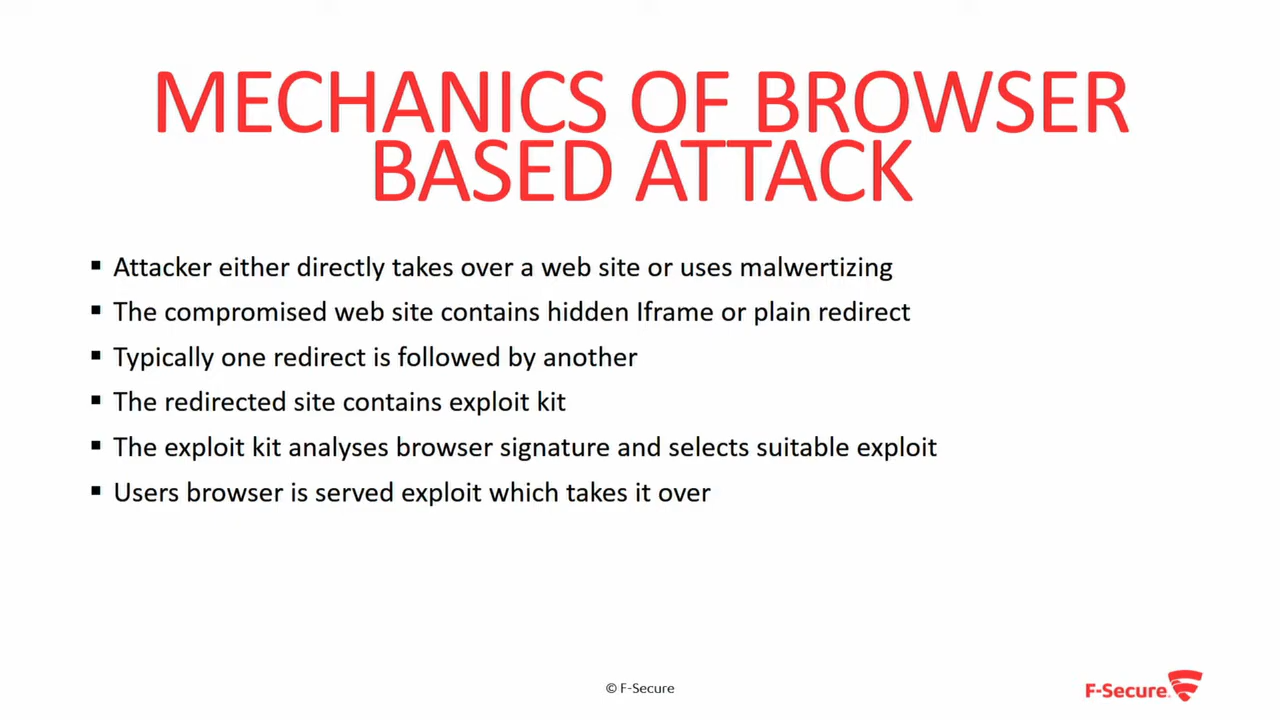 MECHANICS OF BROWSER
BASED ATTACK
▪ Attacker either directly takes over a web site or uses malwertizing
▪ The compromised web site contains hidden Iframe or plain redirect
▪ Typically one redirect is followed by another
▪ The redirected site contains exploit kit
▪ The exploit kit analyses browser signature and selects suitable exploit
▪ Users browser is served exploit which takes it over
© F-Secure
F-Secure.